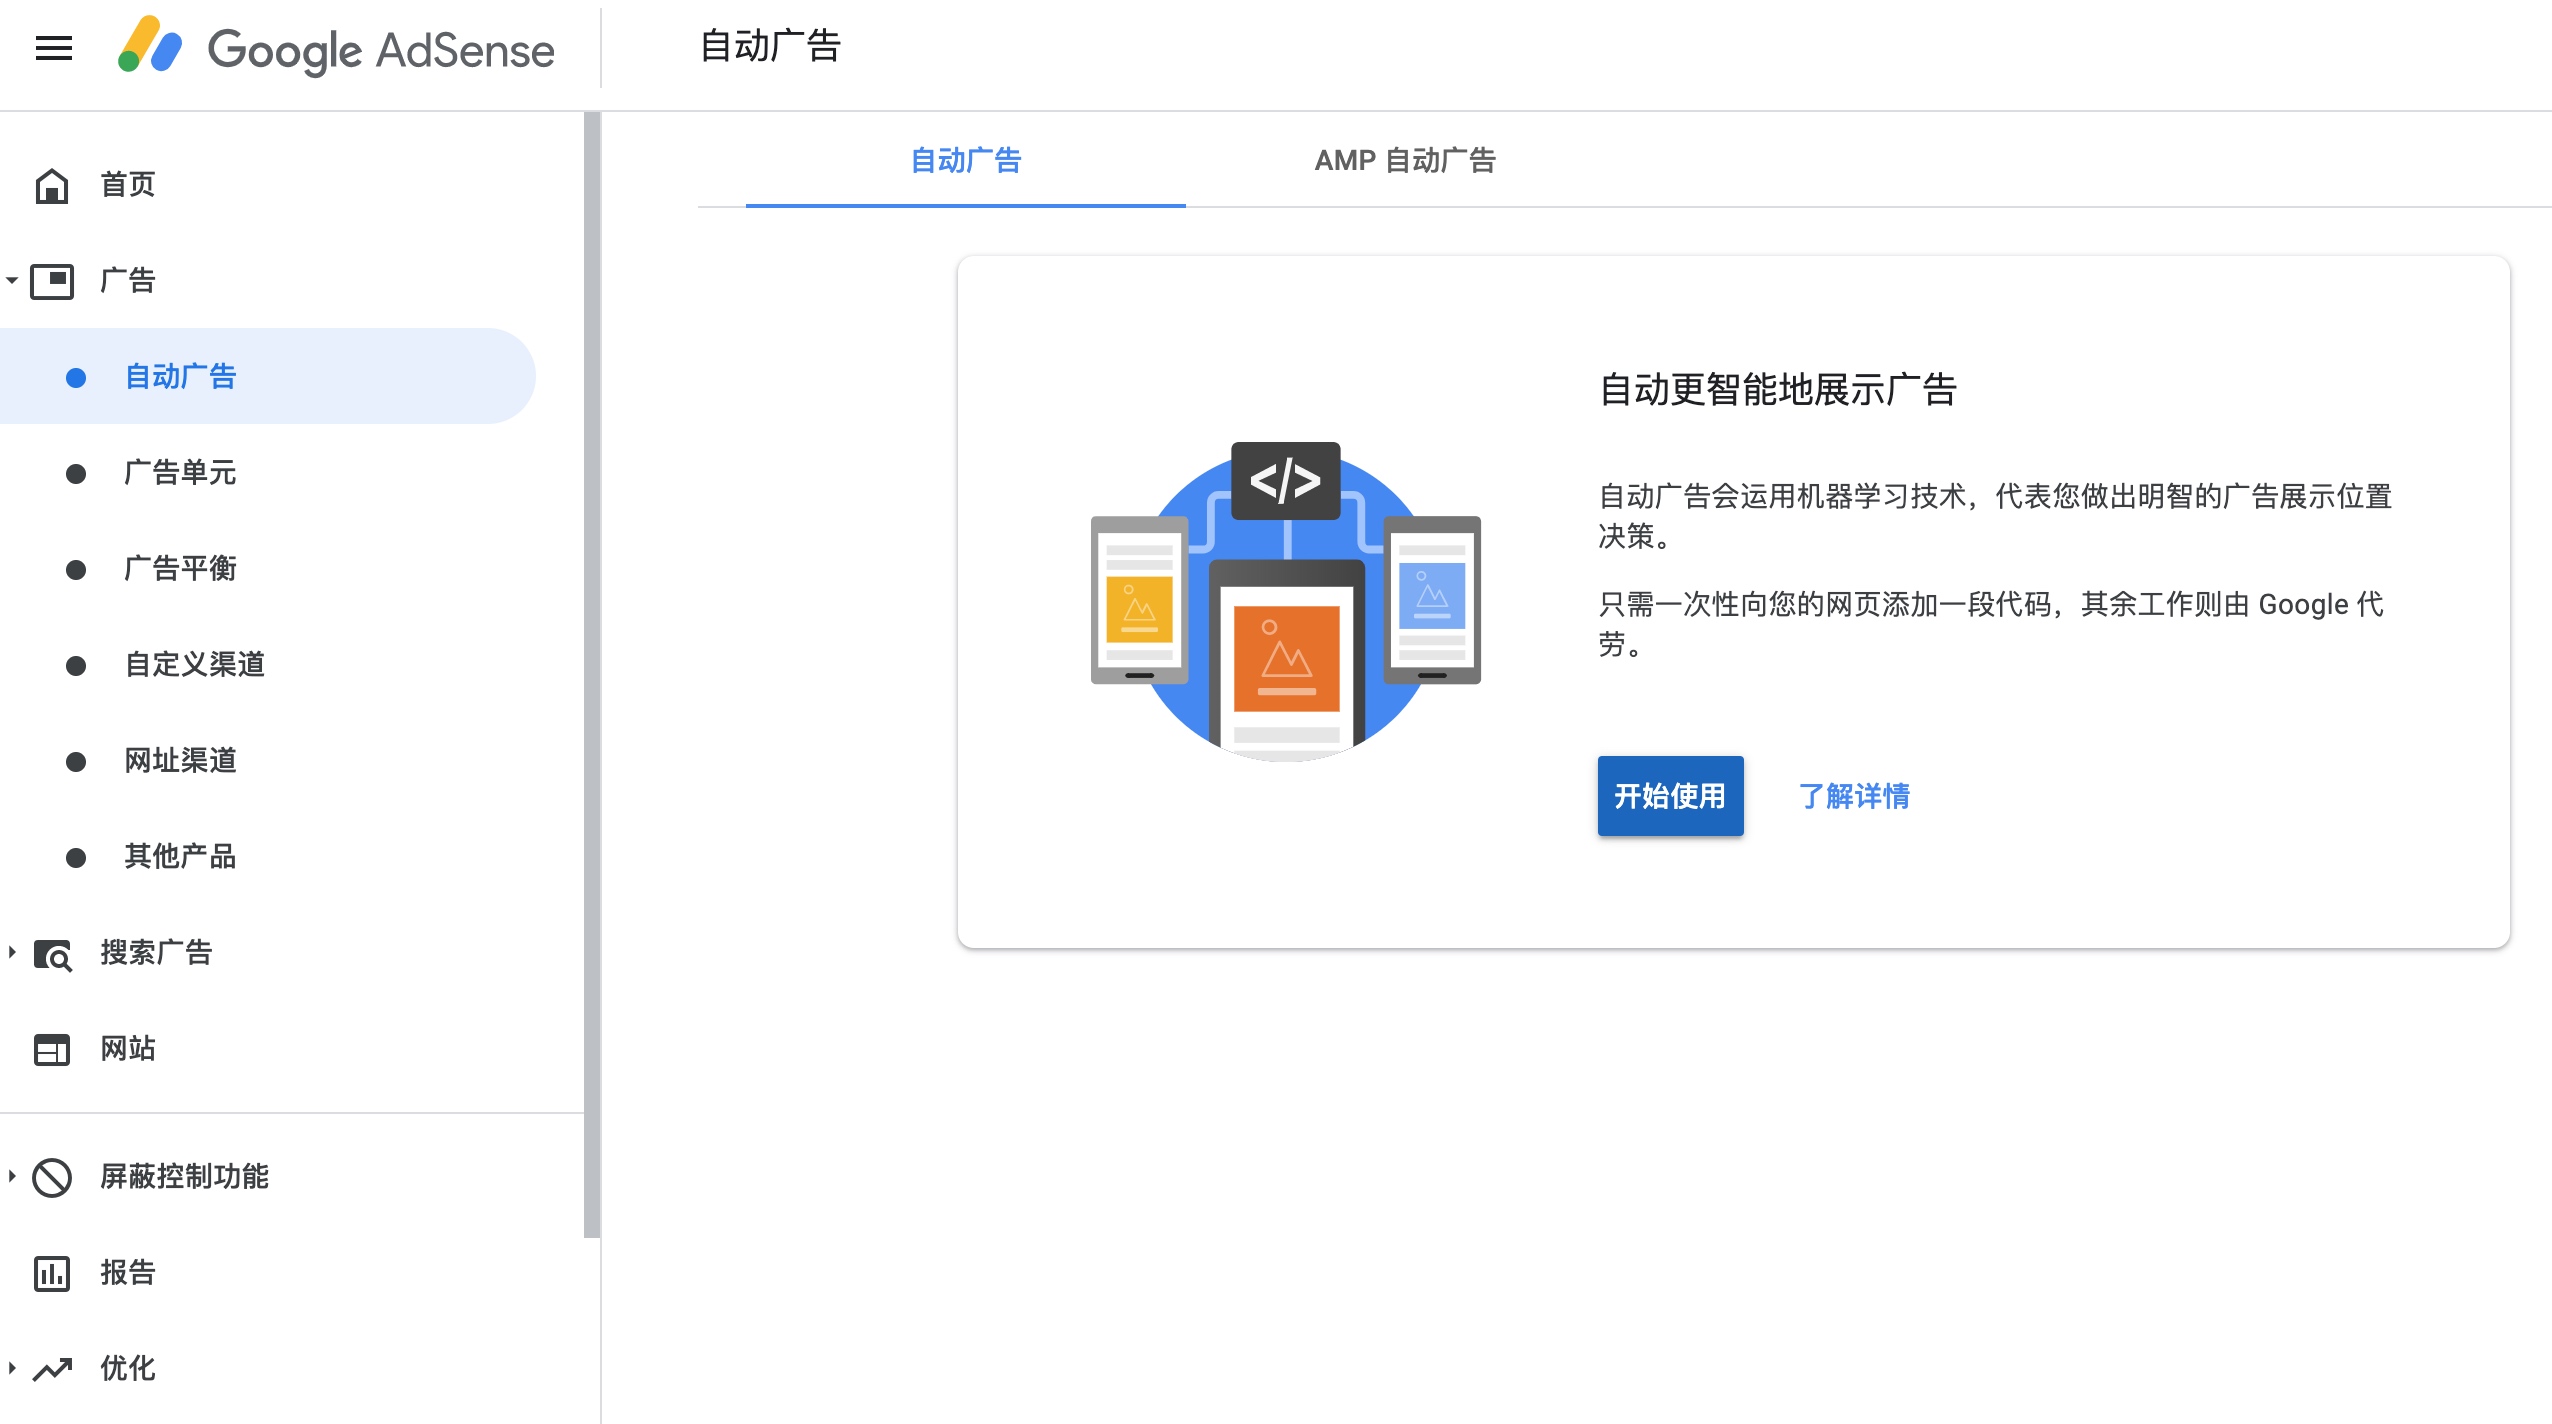 Google AdSense
自动广告
首页
广告
自动广告
广告单元
广告平衡
自定义渠道
网址渠道
其他产品
搜索广告
网站
屏蔽控制功能
报告
优化
自动广告
AMP 自动广告
</>
自动更智能地展示广告
自动广告会运用机器学习技术，代表您做出明智的广告展示位置
决策。
只需一次性向您的网页添加一段代码，其余工作则由 Google 代
劳。
开始使用
了解详情